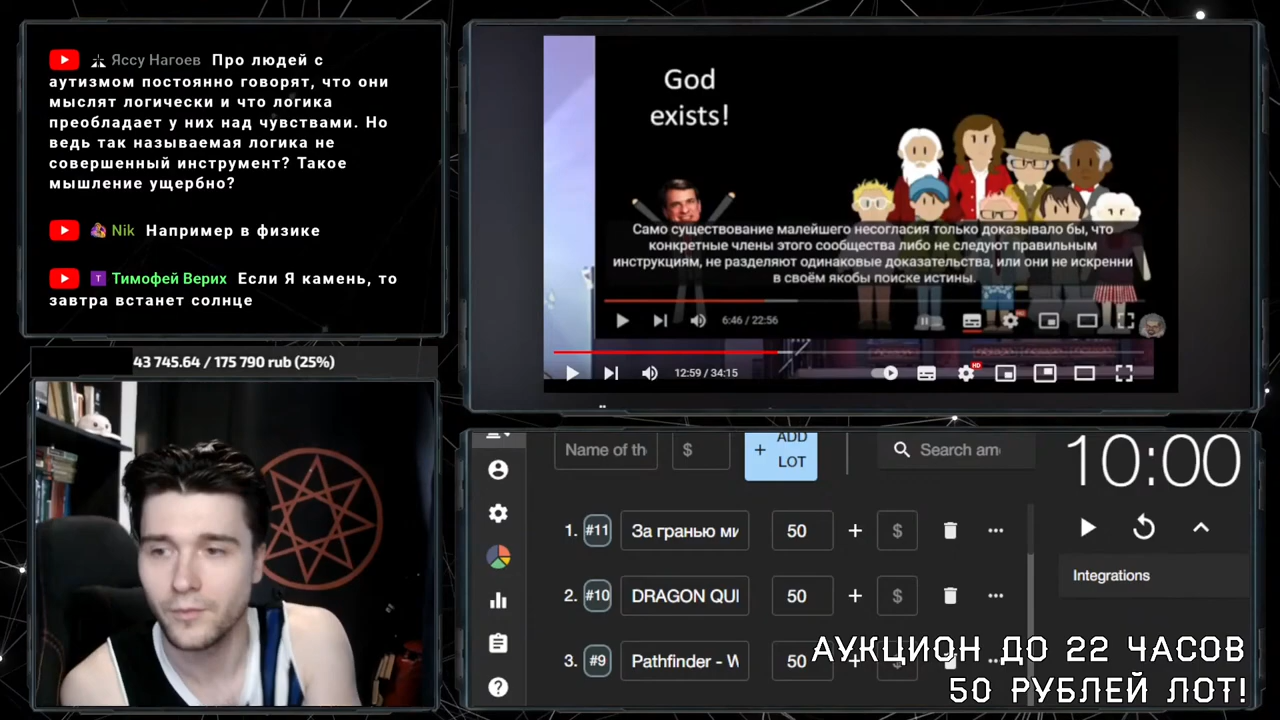 Яссу Нагоев Про людей с
аутизмом постоянно говорят, что они
мыслят логически и что логика
преобладает у них над чувствами. Но
ведь так называемая логика не
совершенный инструмент? Такое
мышление ущербно?
Nik Например в физике
T Тимофей Верих Если Я камень, то
завтра встанет солнце
43 745.64 / 175 790 rub (25%)
God
exists!
Само существование малейшего несогласия только доказывало бы, что
конкретные члены этого сообщества либо не следуют правильным
инструкциям, не разделяют одинаковые доказательства, или они не искренни
в своём якобы поиске истины.
6:46 / 22:56
12:59 / 34:15
HD
Name of th
$
+ ADD
LOT
Search am
10:00
1. #11 За гранью ми 50 + $
2. #10 DRAGON QUI 50 + $
3. #9 Pathfinder - W 50 +
Integrations
АУКЦИОН ДО 22 ЧАСОВ
50 РУБЛЕЙ ЛОТ!